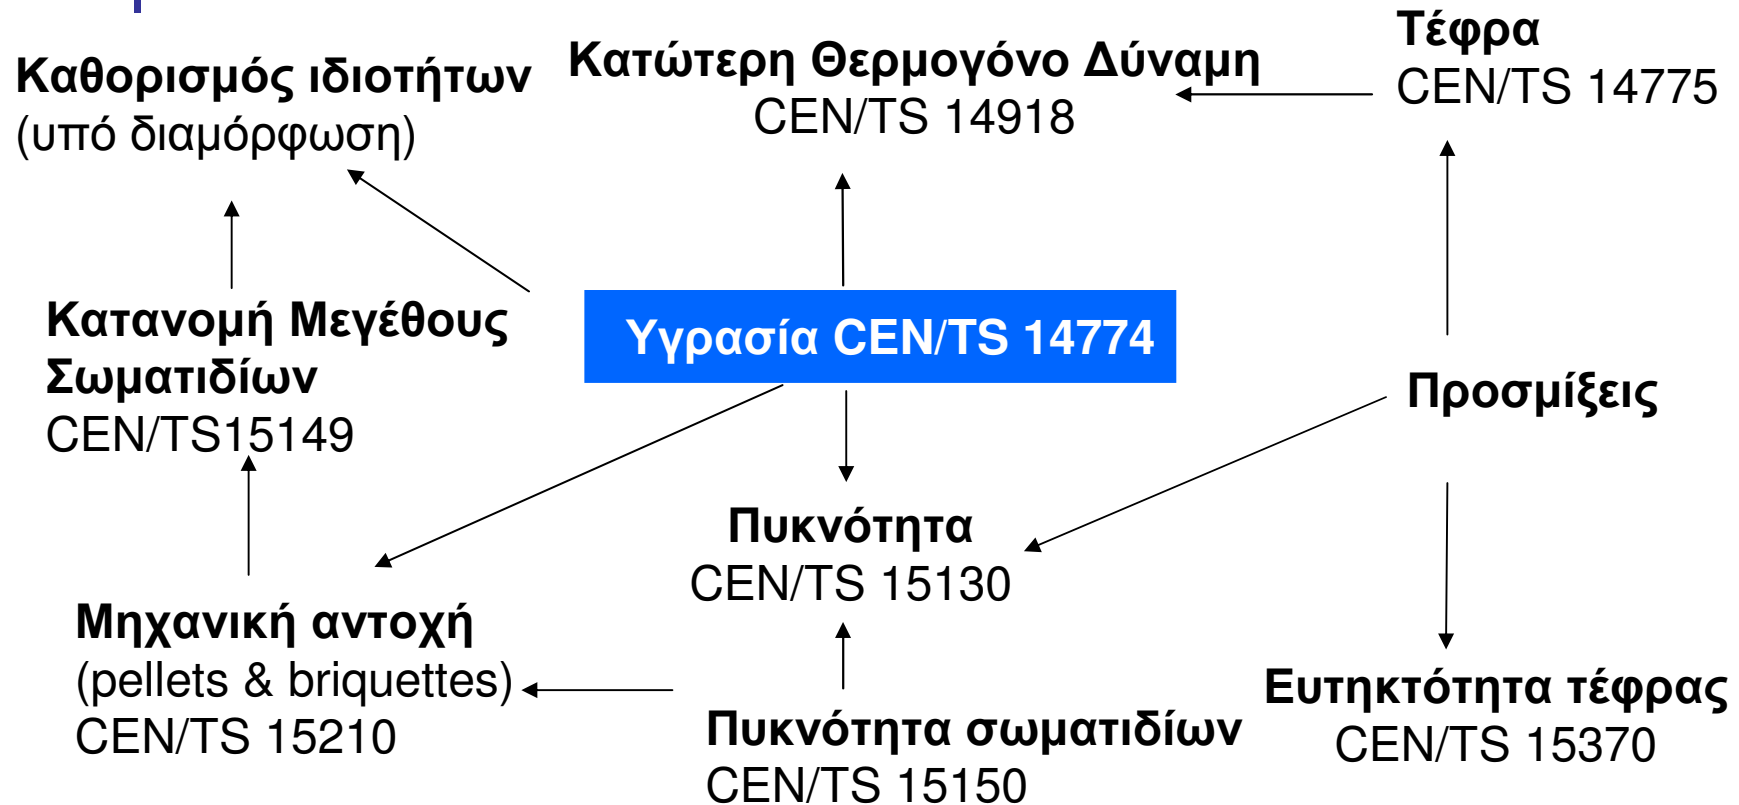 Καθορισμός ιδιοτήτων
(υπό διαμόρφωση)
Κατώτερη Θερμογόνο Δύναμη
CEN/TS 14918
Τέφρα
CEN/TS 14775
Κατανομή Μεγέθους
Σωματιδίων
CEN/TS15149
Υγρασία CEN/TS 14774
Προσμίξεις
Πυκνότητα
CEN/TS 15130
Μηχανική αντοχή
(pellets & briquettes)
CEN/TS 15210
Πυκνότητα σωματιδίων
CEN/TS 15150
Ευτηκτότητα τέφρας
CEN/TS 15370